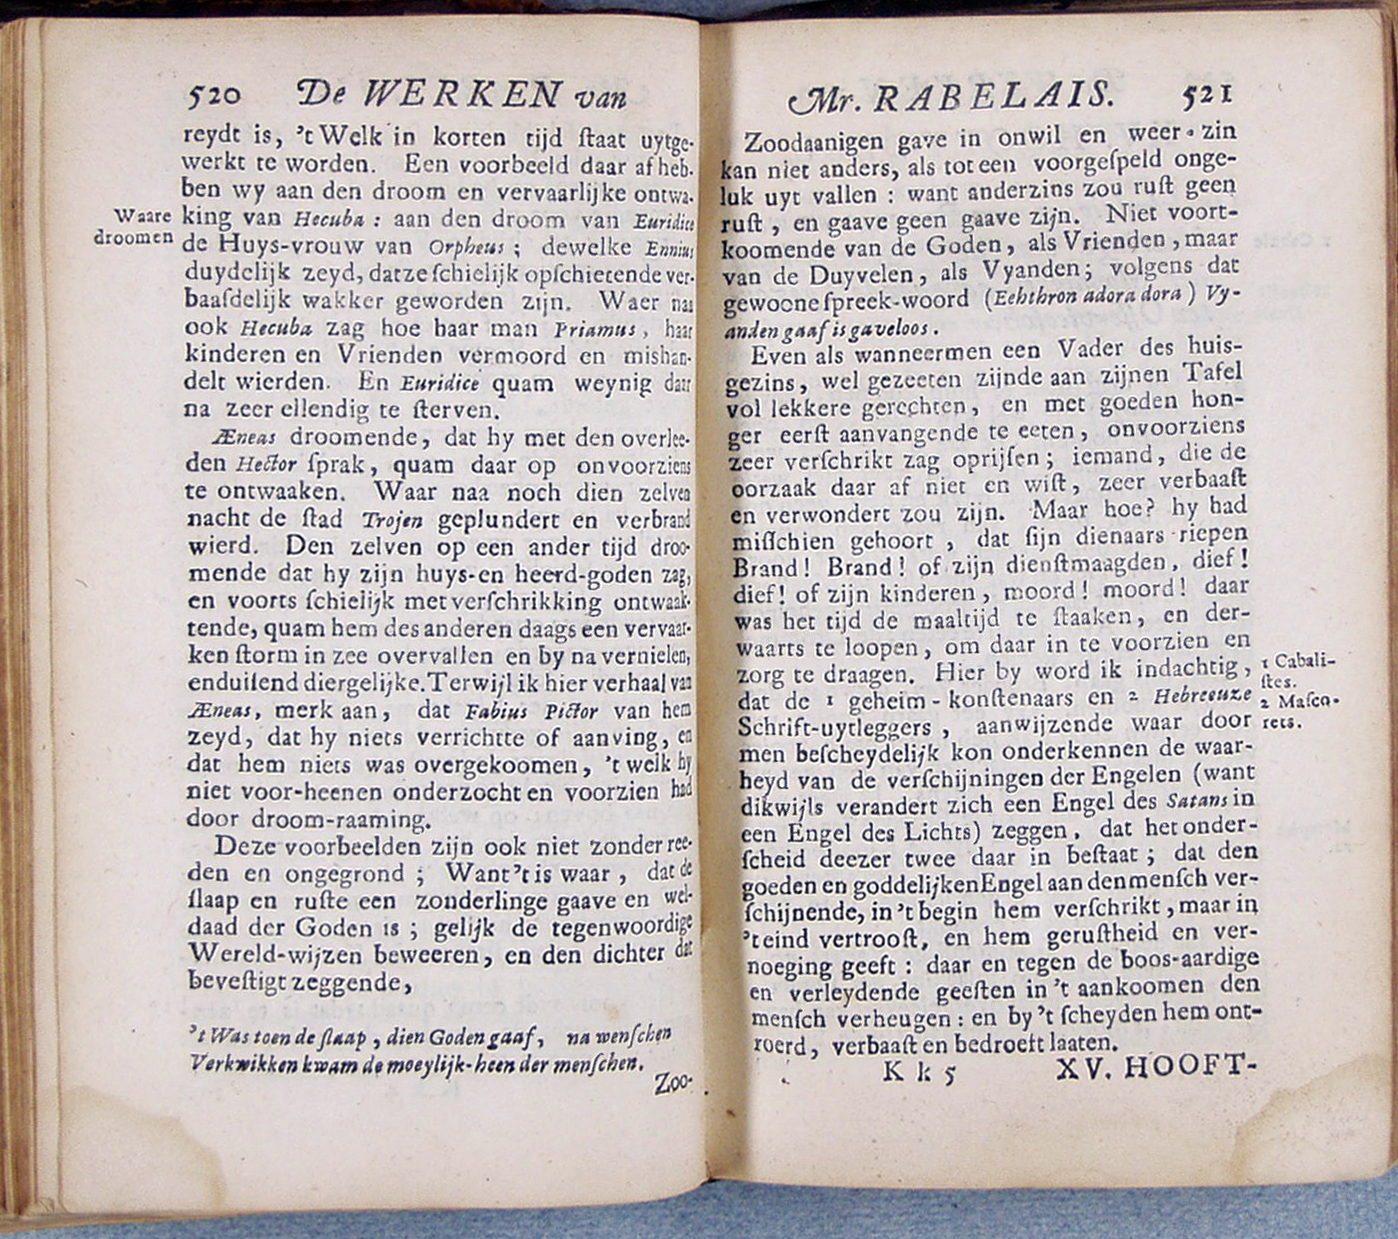 520 De WERKEN van
reydt is, 't Welk in korten tijd ſtaat uytge-
werkt te worden. Een voorbeeld daar af heb-
ben wy aan den droom en vervaarlijke ontwa-
Waare
droomen
king van Hecuba : aan den droom van Euridice
de Huys-vrouw van Orpheus ; dewelke Ennius
duydelijk zeyd, datze ſchielijk opſchietende ver-
baaſdelijk wakker geworden zijn. Waer naa
ook Hecuba zag hoe haar man Priamus, haar
kinderen en Vrienden vermoord en mishan-
delt wierden. En Euridice quam weynig daar
na zeer ellendig te ſterven.
Æneas droomende, dat hy met den overlee-
den Hector ſprak, quam daar op onvoorziens
te ontwaaken. Waar naa noch dien zelven
nacht de ſtad Trojen geplundert en verbrand
wierd. Den zelven op een ander tijd droo-
mende dat hy zijn huys-en heerd-goden zag,
en voorts ſchielijk met verſchrikking ontwaak-
tende, quam hem des anderen daags een vervaar-
ken ſtorm in zee overvallen en by na vernielen,
enduiſend diergelijke. Terwijl ik hier verhaal van
Æneas, merk aan, dat Fabius Pictor van hem
zeyd, dat hy niets verrichtte of aanving, en
dat hem niets was overgekoomen, 't welk hy
niet voor-heenen onderzocht en voorzien had
door droom-raaming.
Deze voorbeelden zijn ook niet zonder ree-
den en ongegrond ; Want 't is waar , dat de
ſlaap en ruſte een zonderlinge gaave en wel-
daad der Goden is ; gelijk de tegenwoordige
Wereld-wijzen beweeren, en den dichter dat
beveſtigt zeggende,
't Was toen de ſlaap , dien Goden gaaf, na wenſchen
Verkwikken kwam de moeylijk-heen der menſchen.
Zoo-
Mr. RABELAIS. 521
Zoodaanigen gave in onwil en weer-zin
kan niet anders, als tot een voorgeſpeld onge-
luk uyt vallen : want anderzins zou ruſt geen
ruſt , en gaave geen gaave zijn. Niet voort-
koomende van de Goden, als Vrienden, maar
van de Duyvelen, als Vyanden; volgens dat
gewoone ſpreek-woord (Eehthron adora dora) Vy-
anden gaaf is gaveloos.
Even als wanneermen een Vader des huis-
gezins, wel gezeeten zijnde aan zijnen Tafel
vol lekkere gerechten, en met goeden hon-
ger eerſt aanvangende te eeten, onvoorziens
zeer verſchrikt zag oprijſen; iemand, die de
oorzaak daar af niet en wiſt, zeer verbaaſt
en verwondert zou zijn. Maar hoe? hy had
miſſchien gehoort , dat ſijn dienaars riepen
Brand! Brand! of zijn dienſtmaagden, dief!
dief! of zijn kinderen, moord! moord! daar
was het tijd de maaltijd te ſtaaken, en der-
waarts te loopen, om daar in te voorzien en
zorg te draagen. Hier by word ik indachtig,
dat de 1 geheim-konſtenaars en 2 Hebreeuze
Schrift-uytleggers , aanwijzende waar door
1 Cabali-
ſtes.
2 Maſco-
rets.
men beſcheydelijk kon onderkennen de waar-
heyd van de verſchijningen der Engelen (want
dikwijls verandert zich een Engel des Satans in
een Engel des Lichts) zeggen, dat het onder-
ſcheid deezer twee daar in beſtaat ; dat den
goeden en goddelijken Engel aan den menſch ver-
ſchijnende, in 't begin hem verſchrikt, maar in
't eind vertrooſt, en hem geruſtheid en ver-
noeging geeft : daar en tegen de boos-aardige
en verleydende geeſten in 't aankoomen den
menſch verheugen : en by 't ſcheyden hem ont-
roerd, verbaaſt en bedroeft laaten.
Kk 5 XV. HOOFT-